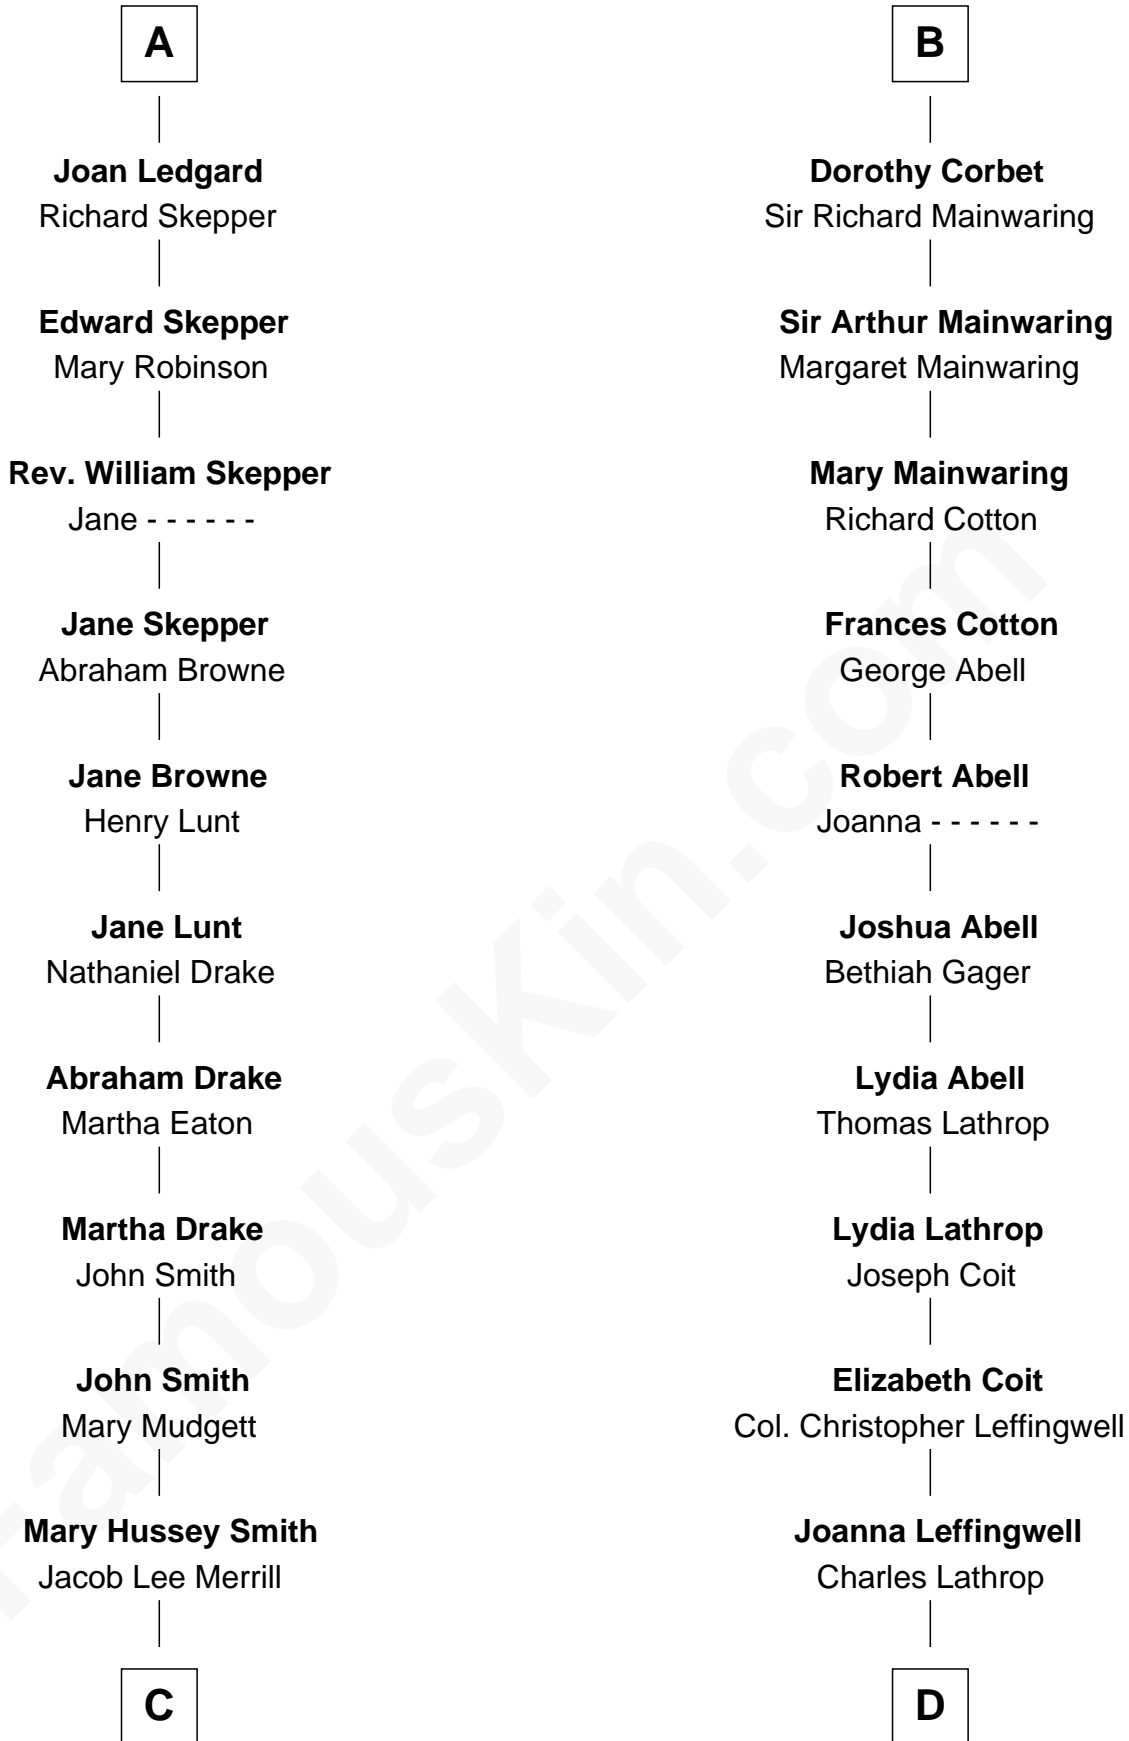 A
Joan Ledgard
Richard Skepper
Edward Skepper
Mary Robinson
Rev. William Skepper
Jane - - - - - -
Jane Skepper
Abraham Browne
Jane Browne
Henry Lunt
Jane Lunt
Nathaniel Drake
Abraham Drake
Martha Eaton
Martha Drake
John Smith
John Smith
Mary Mudgett
Mary Hussey Smith
Jacob Lee Merrill
C
B
Dorothy Corbet
Sir Richard Mainwaring
Sir Arthur Mainwaring
Margaret Mainwaring
Mary Mainwaring
Richard Cotton
Frances Cotton
George Abell
Robert Abell
Joanna - - - - - -
Joshua Abell
Bethiah Gager
Lydia Abell
Thomas Lathrop
Lydia Lathrop
Joseph Coit
Elizabeth Coit
Col. Christopher Leffingwell
Joanna Leffingwell
Charles Lathrop
D
FamousKin.com